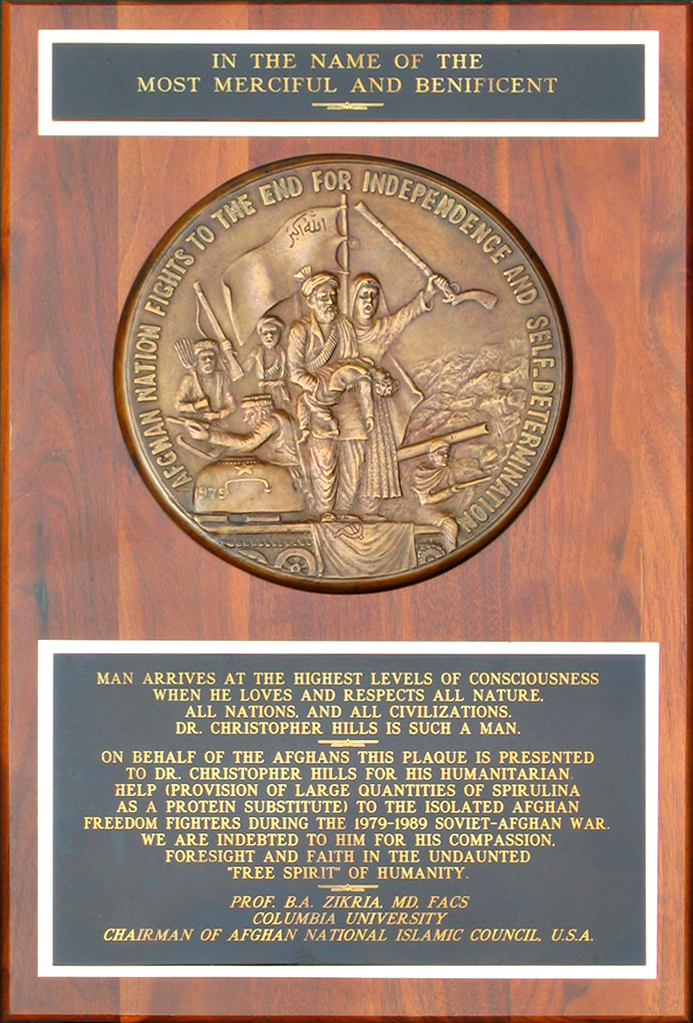 IN THE NAME OF THE
MOST MERCIFUL AND BENIFICENT
AFGHAN NATION FIGHTS TO THE END FOR INDEPENDENCE AND SELF-DETERMINATION
الله أكبر
1979
MAN ARRIVES AT THE HIGHEST LEVELS OF CONSCIOUSNESS
WHEN HE LOVES AND RESPECTS ALL NATURE,
ALL NATIONS, AND ALL CIVILIZATIONS.
DR. CHRISTOPHER HILLS IS SUCH A MAN.
ON BEHALF OF THE AFGHANS THIS PLAQUE IS PRESENTED
TO DR. CHRISTOPHER HILLS FOR HIS HUMANITARIAN
HELP (PROVISION OF LARGE QUANTITIES OF SPIRULINA
AS A PROTEIN SUBSTITUTE) TO THE ISOLATED AFGHAN
FREEDOM FIGHTERS DURING THE 1979-1989 SOVIET-AFGHAN WAR.
WE ARE INDEBTED TO HIM FOR HIS COMPASSION,
FORESIGHT AND FAITH IN THE UNDAUNTED
"FREE SPIRIT" OF HUMANITY.
PROF. B.A. ZIKRIA, MD, FACS
COLUMBIA UNIVERSITY
CHAIRMAN OF AFGHAN NATIONAL ISLAMIC COUNCIL, U.S.A.